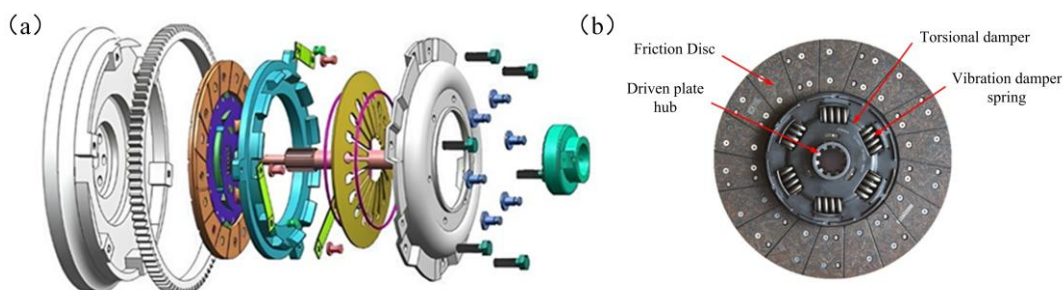 (a)
(b)
Friction Disc
Torsional damper
Driven plate
hub
Vibration damper
spring